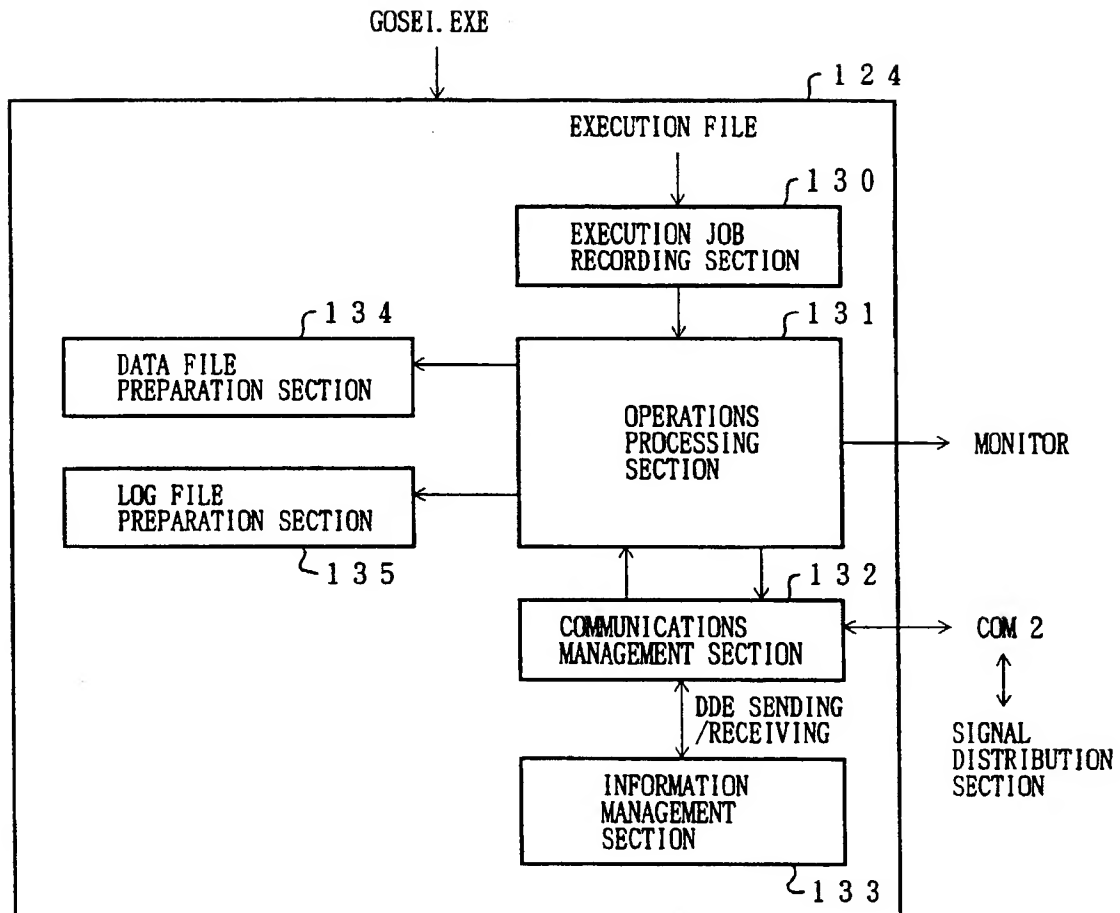 GOSEI.EXE
124
EXECUTION FILE
130
EXECUTION JOB
RECORDING SECTION
134
131
DATA FILE
PREPARATION SECTION
OPERATIONS
PROCESSING
SECTION
MONITOR
LOG FILE
PREPARATION SECTION
135
132
COMMUNICATIONS
MANAGEMENT SECTION
COM 2
DDE SENDING
/RECEIVING
SIGNAL
DISTRIBUTION
SECTION
INFORMATION
MANAGEMENT
SECTION
133